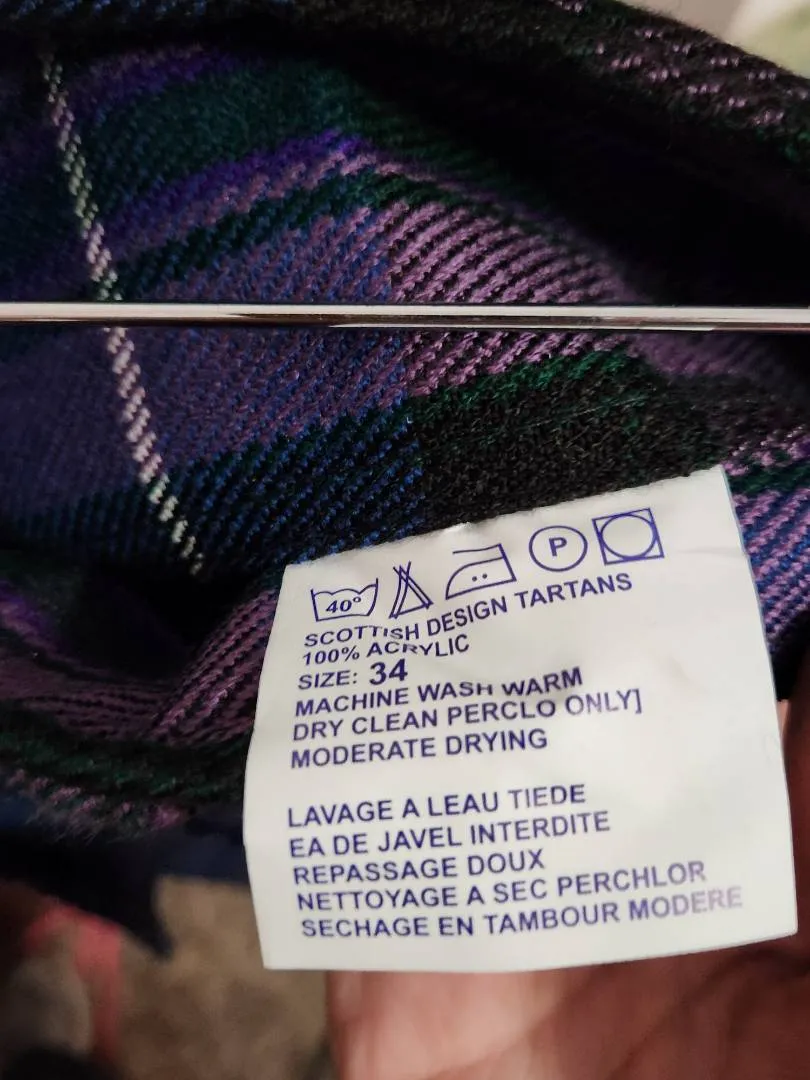 40°
P
SCOTTISH DESIGN TARTANS
100% ACRYLIC
SIZE: 34
MACHINE WASH WARM
DRY CLEAN PERCLO ONLY]
MODERATE DRYING
LAVAGE A LEAU TIEDE
EA DE JAVEL INTERDITE
REPASSAGE DOUX
NETTOYAGE A SEC PERCHLOR
SECHAGE EN TAMBOUR MODERE